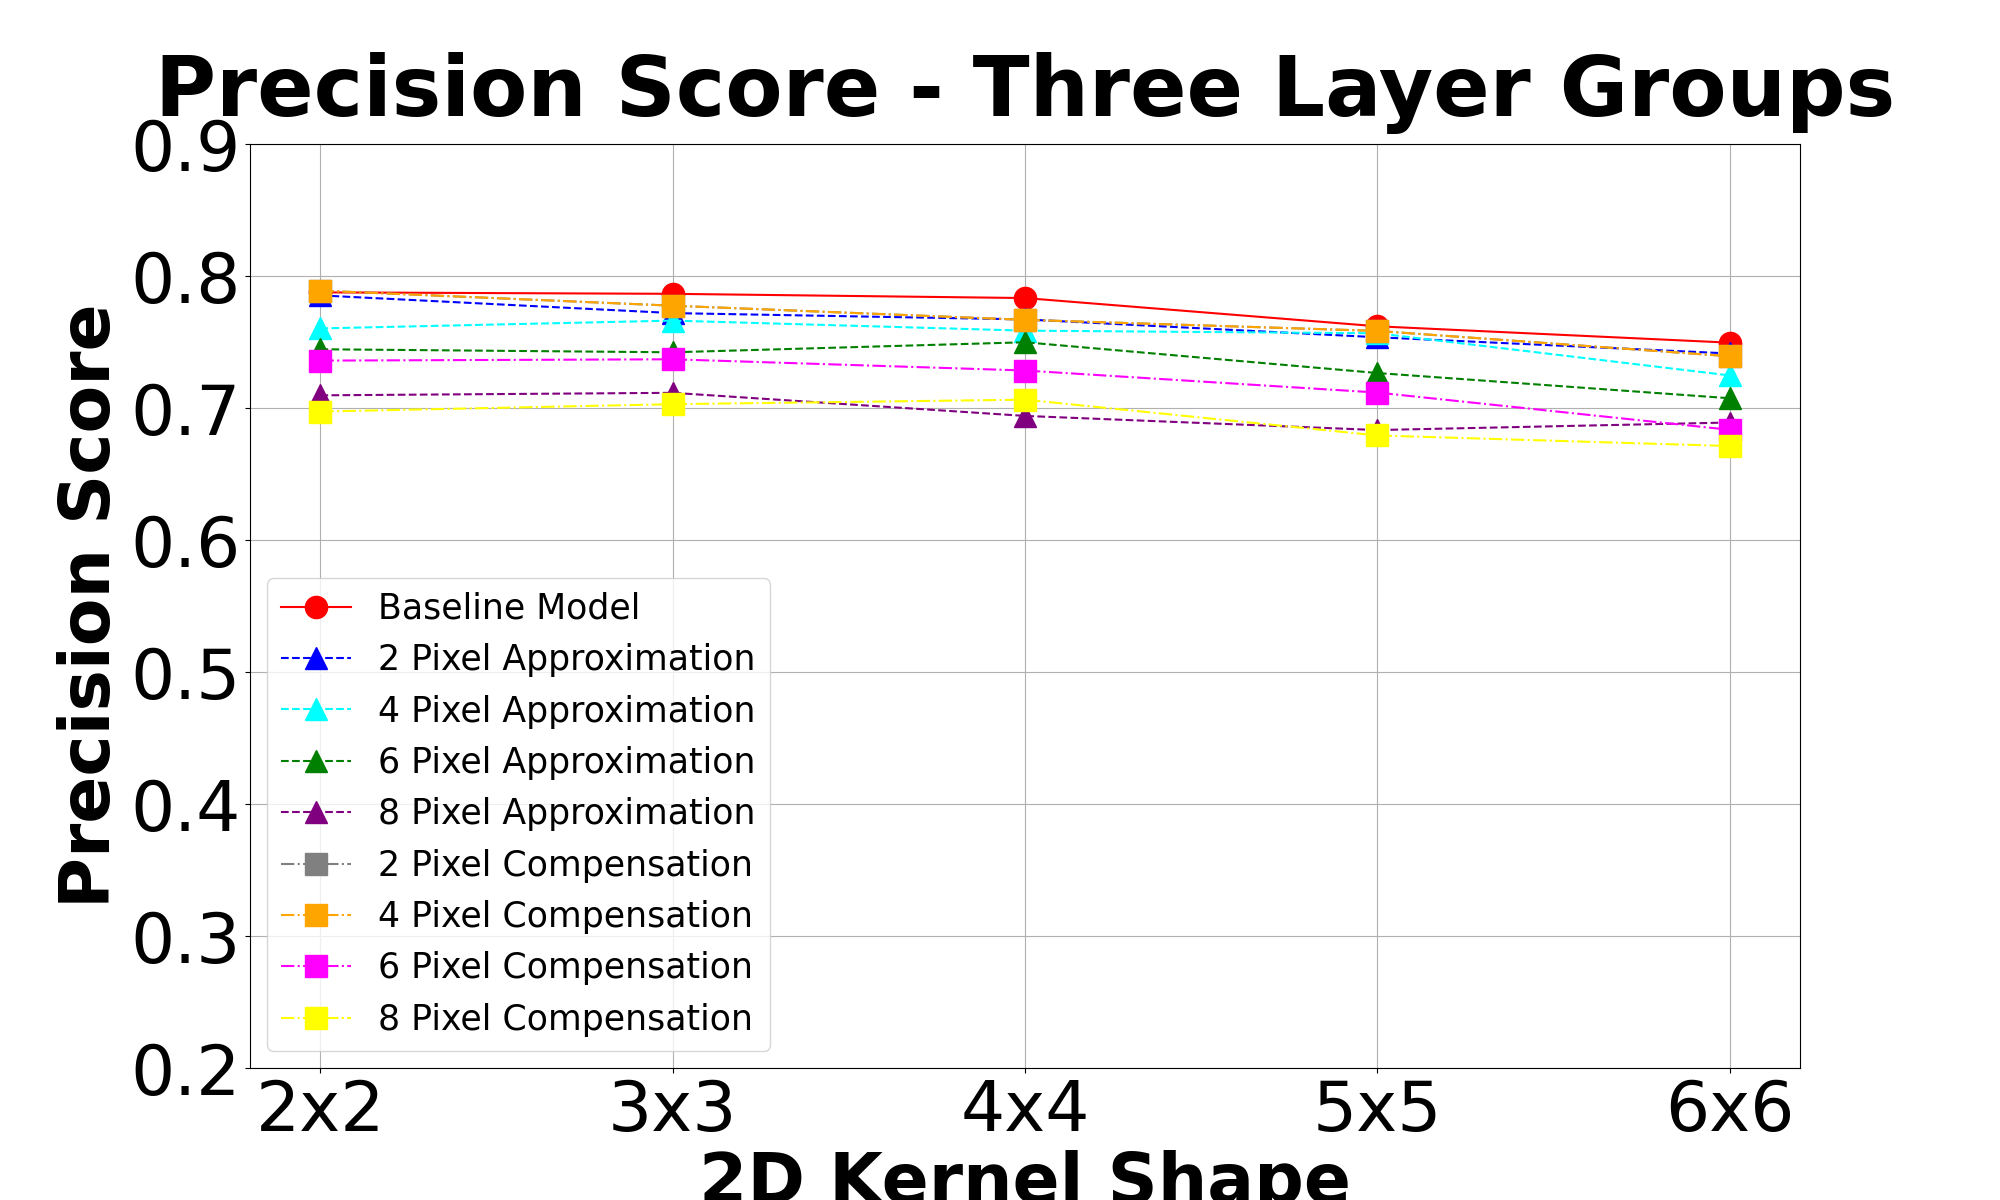 Precision Score - Three Layer Groups
Precision Score
0.9
0.8
0.7
0.6
0.5
0.4
0.3
0.2
Baseline Model
2 Pixel Approximation
4 Pixel Approximation
6 Pixel Approximation
8 Pixel Approximation
2 Pixel Compensation
4 Pixel Compensation
6 Pixel Compensation
8 Pixel Compensation
2x2 3x3 4x4 5x5 6x6
2D Kernel Shape